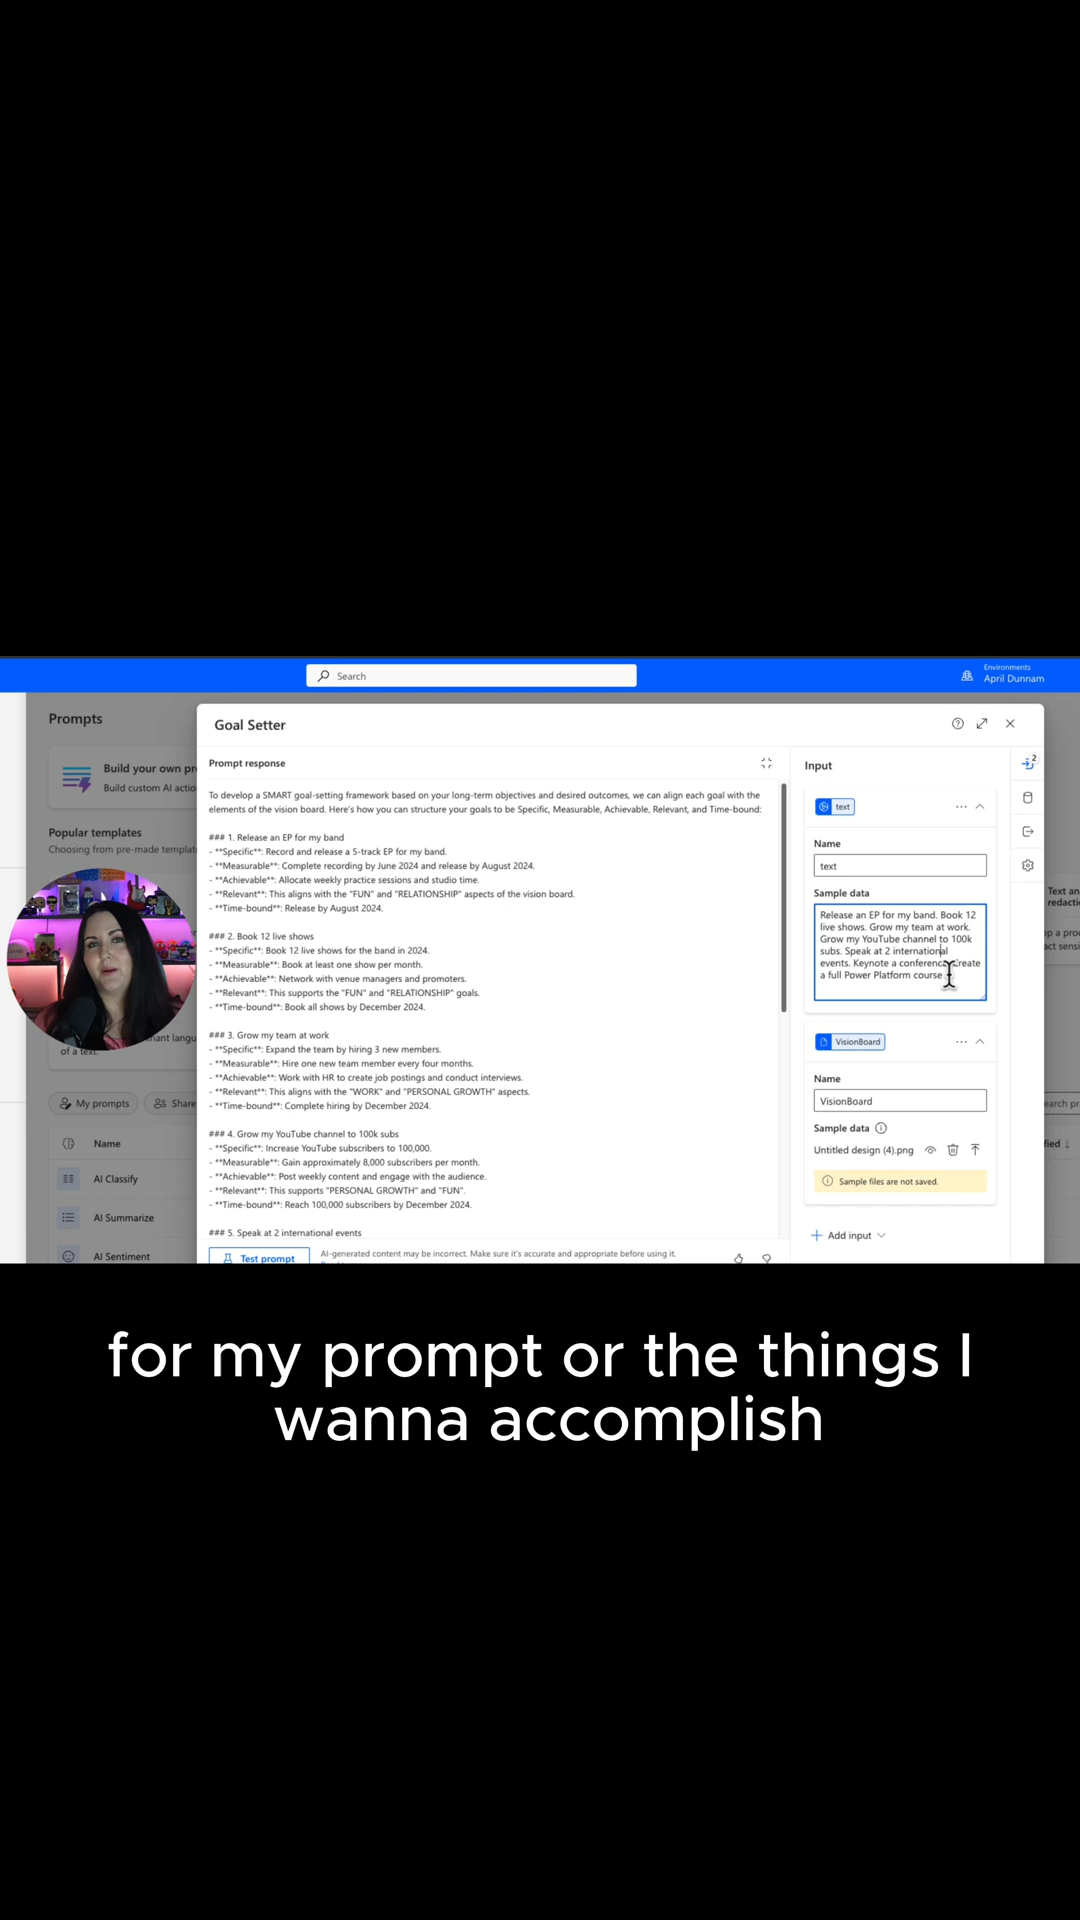 Search
Environments
April Dunnam
Prompts
Goal Setter
Build your own pr
Build custom AI actio
Prompt response
Input
To develop a SMART goal-setting framework based on your long-term objectives and desired outcomes, we can align each goal with the
elements of the vision board. Here's how you can structure your goals to be Specific, Measurable, Achievable, Relevant, and Time-bound:
### 1. Release an EP for my band
- **Specific**: Record and release a 5-track EP for my band.
- **Measurable**: Complete recording by June 2024 and release by August 2024.
- **Achievable**: Allocate weekly practice sessions and studio time.
- **Relevant**: This aligns with the "FUN" and "RELATIONSHIP" aspects of the vision board.
- **Time-bound**: Release by August 2024.
### 2. Book 12 live shows
- **Specific**: Book 12 live shows for the band in 2024.
- **Measurable**: Book at least one show per month.
- **Achievable**: Network with venue managers and promoters.
- **Relevant**: This supports the "FUN" and "RELATIONSHIP" goals.
- **Time-bound**: Book all shows by December 2024.
### 3. Grow my team at work
- **Specific**: Expand the team by hiring 3 new members.
- **Measurable**: Hire one new team member every four months.
- **Achievable**: Work with HR to create job postings and conduct interviews.
- **Relevant**: This aligns with the "WORK" and "PERSONAL GROWTH" aspects.
- **Time-bound**: Complete hiring by December 2024.
### 4. Grow my YouTube channel to 100k subs
- **Specific**: Increase YouTube subscribers to 100,000.
- **Measurable**: Gain approximately 8,000 subscribers per month.
- **Achievable**: Post weekly content and engage with the audience.
- **Relevant**: This supports "PERSONAL GROWTH" and "FUN".
- **Time-bound**: Reach 100,000 subscribers by December 2024.
### 5. Speak at 2 international events
Test prompt
AI-generated content may be incorrect. Make sure it's accurate and appropriate before using it.
text
Name
text
Sample data
Release an EP for my band. Book 12
live shows. Grow my team at work.
Grow my YouTube channel to 100k
subs. Speak at 2 international
events. Keynote a conference. Create
a full Power Platform course
VisionBoard
Name
VisionBoard
Sample data
Untitled design (4).png
Sample files are not saved.
Add input
2
Popular templates
Choosing from pre-made templat
Text an
redactio
p a pro
act sensi
nant langu
of a text.
My prompts
Share
earch pr
Name
fied
AI Classify
AI Summarize
AI Sentiment
for my prompt or the things I
wanna accomplish